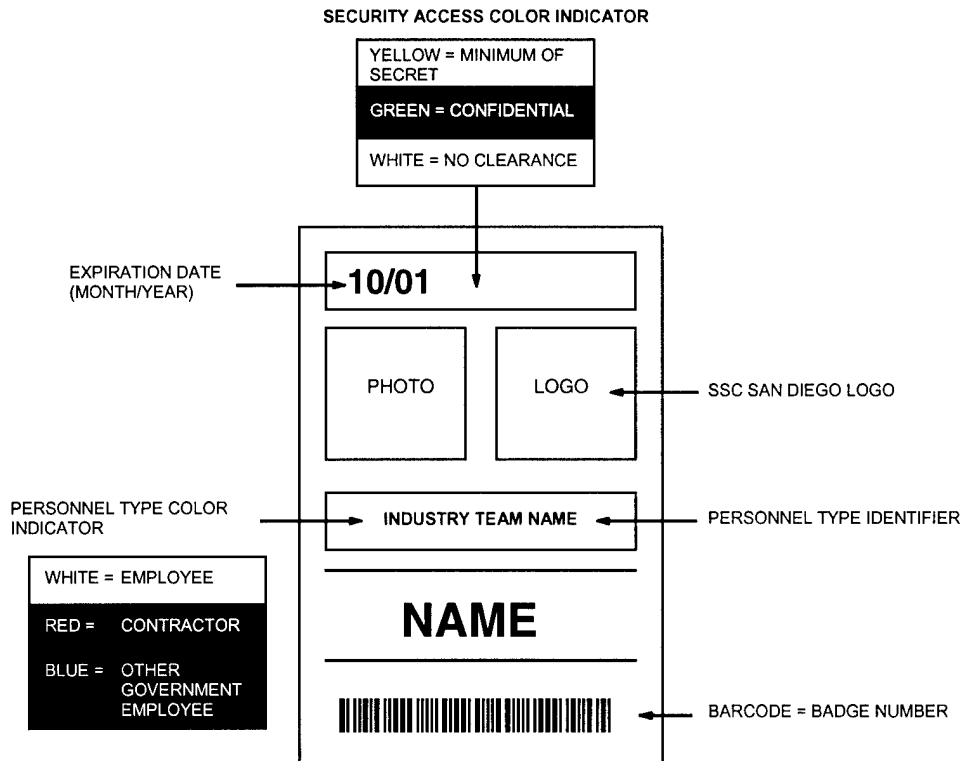 SECURITY ACCESS COLOR INDICATOR
YELLOW = MINIMUM OF
SECRET
GREEN = CONFIDENTIAL
WHITE = NO CLEARANCE
EXPIRATION DATE
(MONTH/YEAR)
10/01
PHOTO
LOGO
SSC SAN DIEGO LOGO
PERSONNEL TYPE COLOR
INDICATOR
INDUSTRY TEAM NAME
PERSONNEL TYPE IDENTIFIER
WHITE = EMPLOYEE
RED = CONTRACTOR
BLUE = OTHER
GOVERNMENT
EMPLOYEE
NAME
BARCODE = BADGE NUMBER